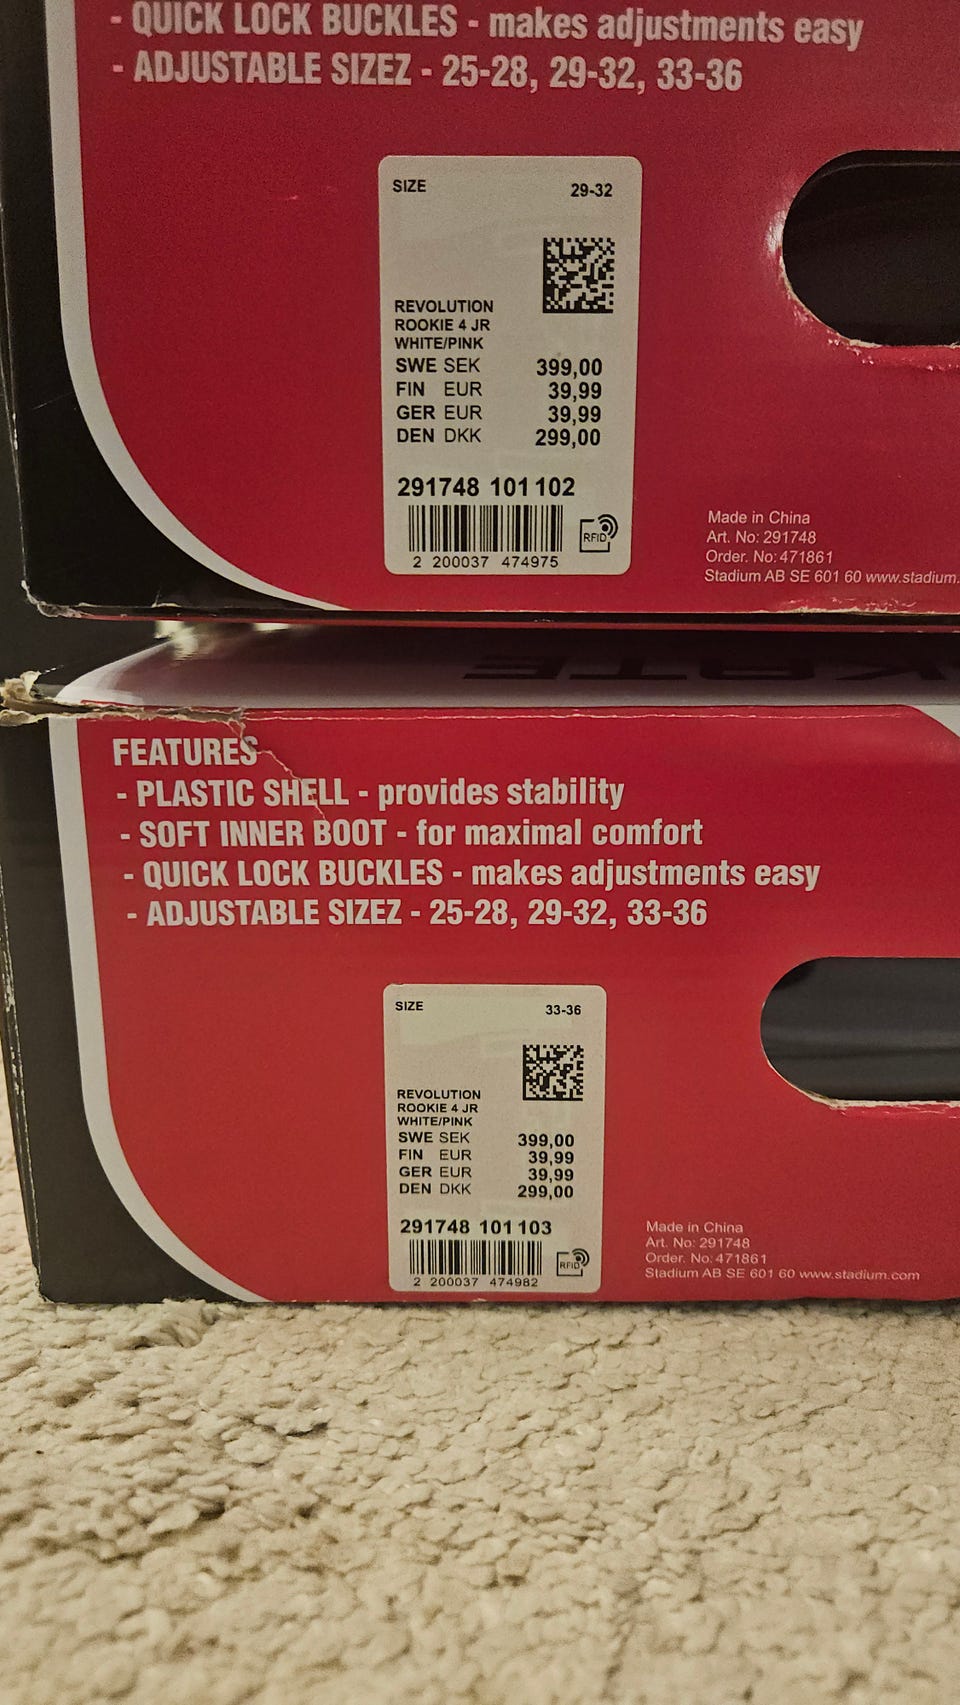 - QUICK LOCK BUCKLES - makes adjustments easy
- ADJUSTABLE SIZEZ - 25-28, 29-32, 33-36
SIZE 29-32
REVOLUTION
ROOKIE 4 JR
WHITE/PINK
SWE SEK 399,00
FIN EUR 39,99
GER EUR 39,99
DEN DKK 299,00
291748 101 102
RFID
2 200037 474975
Made in China
Art. No: 291748
Order. No: 471861
Stadium AB SE 601 60 www.stadium.
FEATURES
- PLASTIC SHELL - provides stability
- SOFT INNER BOOT - for maximal comfort
- QUICK LOCK BUCKLES - makes adjustments easy
- ADJUSTABLE SIZEZ - 25-28, 29-32, 33-36
SIZE 33-36
REVOLUTION
ROOKIE 4 JR
WHITE/PINK
SWE SEK 399,00
FIN EUR 39,99
GER EUR 39,99
DEN DKK 299,00
291748 101 103
RFID
2 200037 474982
Made in China
Art. No: 291748
Order. No: 471861
Stadium AB SE 601 60 www.stadium.com